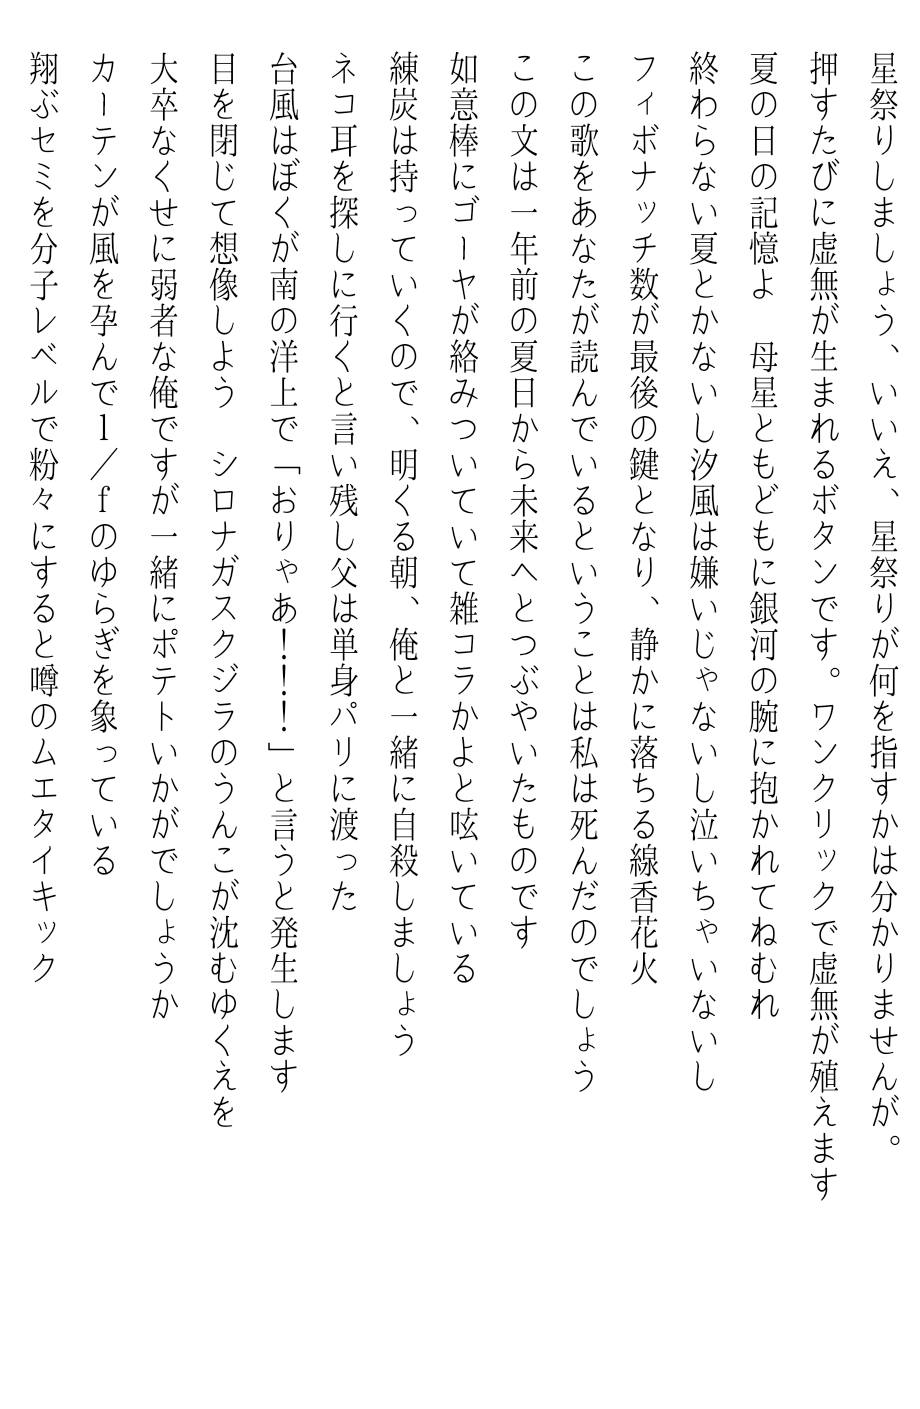 星祭りしましょう、いいえ、星祭りが何を指すかは分かりませんが。
押すたびに虚無が生まれるボタンです。ワンクリックで虚無が殖えます
夏の日の記憶よ　母星ともどもに銀河の腕に抱かれてねむれ
終わらない夏とかないし汐風は嫌いじゃないし泣いちゃいないし
フィボナッチ数が最後の鍵となり、静かに落ちる線香花火
この歌をあなたが読んでいるということは私は死んだのでしょう
この文は一年前の夏日から未来へとつぶやいたものです
如意棒にゴーヤが絡みついていて雑コラかよと呟いている
練炭は持っていくので、明くる朝、俺と一緒に自殺しましょう
ネコ耳を探しに行くと言い残し父は単身パリに渡った
台風はぼくが南の洋上で「おりゃあ！！！」と言うと発生します
目を閉じて想像しよう　シロナガスクジラのうんこが沈むゆくえを
大卒なくせに弱者な俺ですが一緒にポテトいかがでしょうか
カーテンが風を孕んで１／ｆのゆらぎを象っている
翔ぶセミを分子レベルで粉々にすると噂のムエタイキック